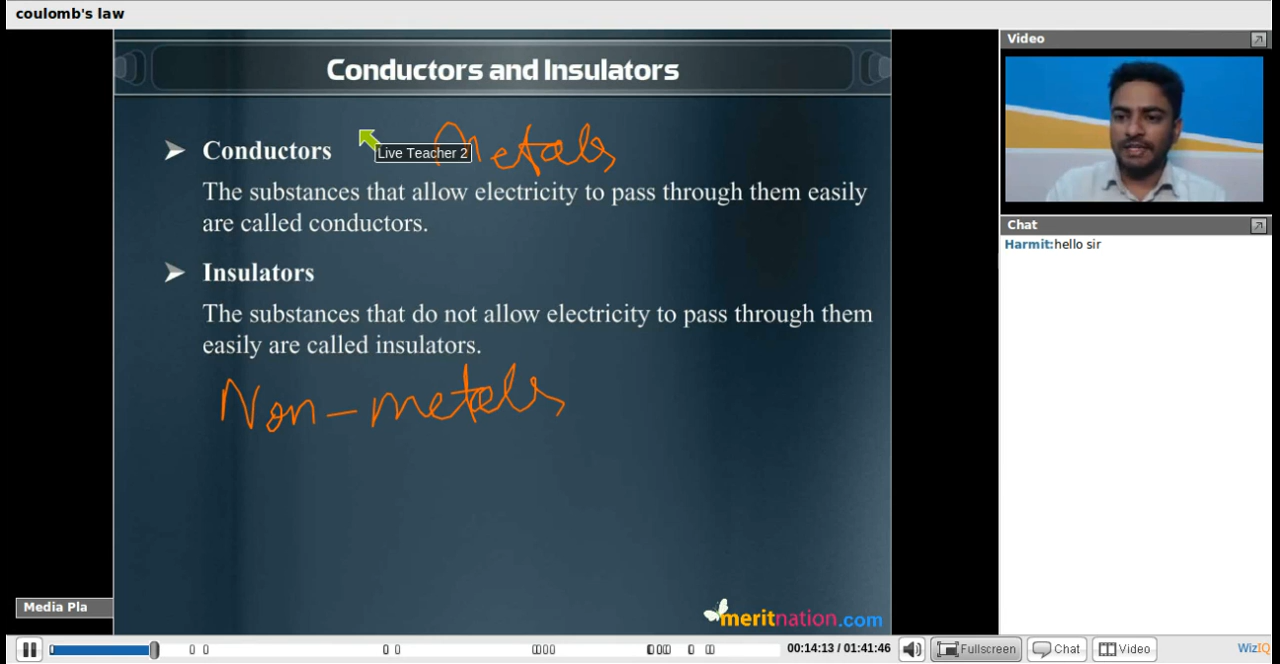 coulomb's law
Conductors and Insulators
Conductors
Metals
Live Teacher 2
The substances that allow electricity to pass through them easily
are called conductors.
Insulators
The substances that do not allow electricity to pass through them
easily are called insulators.
Non-metals
meritnation.com
Media Pla
Video
Chat
Harmit:hello sir
00:14:13 / 01:41:46
Fullscreen
Chat
Video
WizIQ